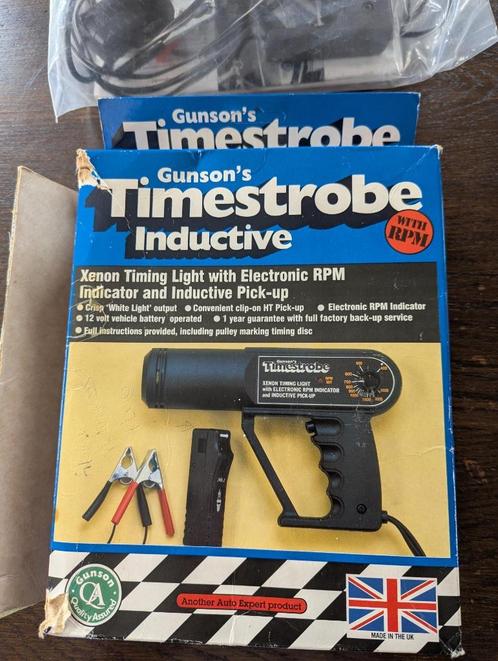 Gunson's
Timestrobe
Gunson's
Timestrobe
Inductive
WITH
RPM
Xenon Timing Light with Electronic RPM
Indicator and Inductive Pick-up
● Crisp 'White Light' output ● Convenient clip-on HT Pick-up ● Electronic RPM Indicator
● 12 volt vehicle battery operated ● 1 year guarantee with full factory back-up service
● Full instructions provided, including pulley marking timing disc
Gunson's
Timestrobe
XENON TIMING LIGHT
with ELECTRONIC RPM INDICATOR
and INDUCTIVE PICK-UP
Gunson
Quality Assured
Another Auto Expert product
MADE IN THE UK